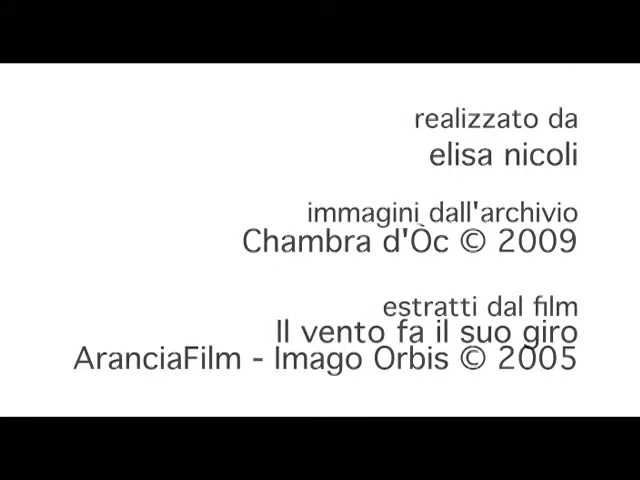 realizzato da
elisa nicoli
immagini dall'archivio
Chambra d'Òc © 2009
estratti dal film
Il vento fa il suo giro
AranciaFilm - Imago Orbis © 2005